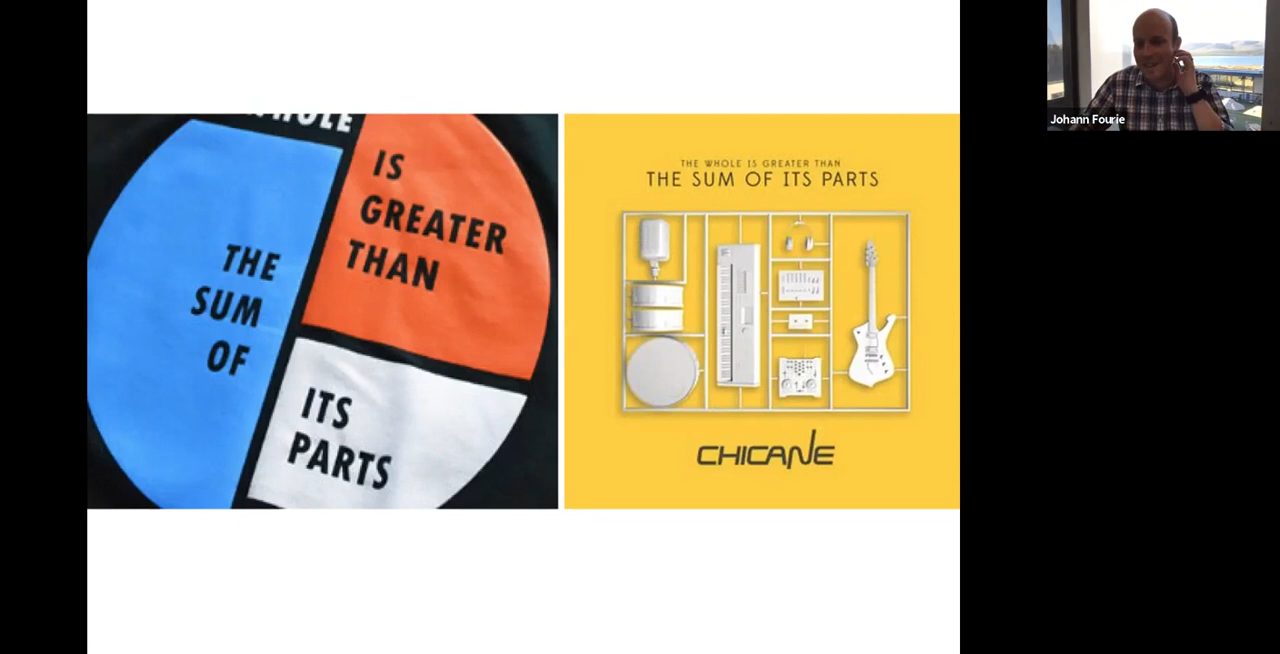 WHOLE
IS
GREATER
THAN
THE
SUM
OF
ITS
PARTS
THE WHOLE IS GREATER THAN
THE SUM OF ITS PARTS
CHICANE
Johann Fourie